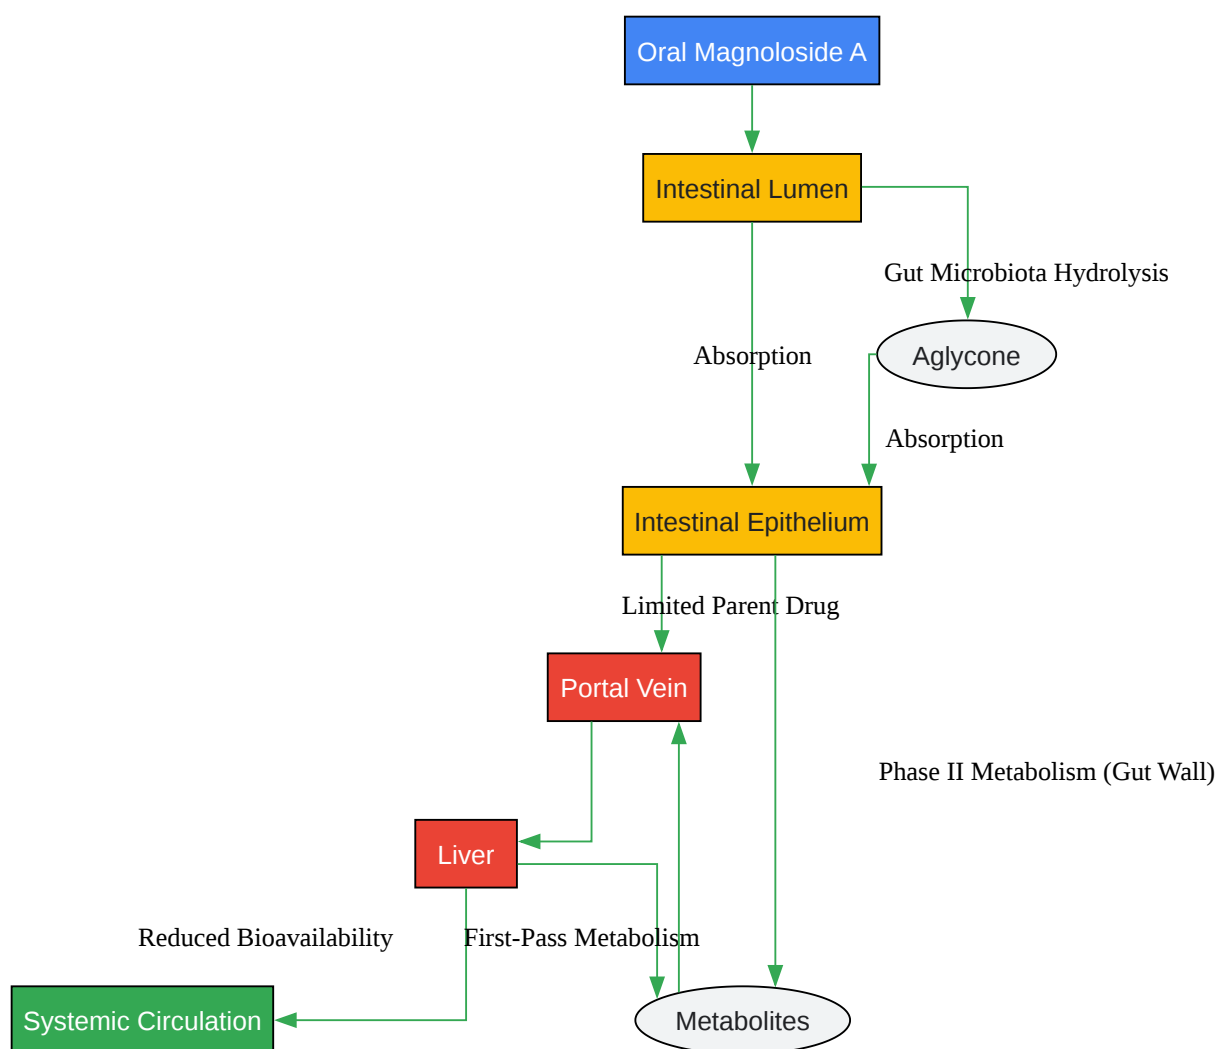 Oral Magnoloside A
Intestinal Lumen
Gut Microbiota Hydrolysis
Absorption
Aglycone
Absorption
Intestinal Epithelium
Limited Parent Drug
Portal Vein
Phase II Metabolism (Gut Wall)
Liver
Reduced Bioavailability
First-Pass Metabolism
Systemic Circulation
Metabolites